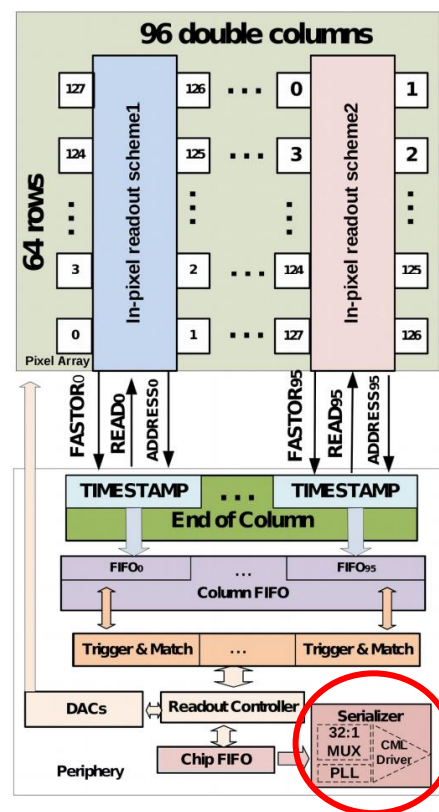 96 double columns
64 rows
127 126 ... 0 1
124 125 ... 3 2
... ... ... ...
3 2 ... 124 125
0 1 ... 127 126
In-pixel readout scheme1
In-pixel readout scheme2
Pixel Array
FASTOR0
READ0
ADDRESS0
FASTOR95
READ95
ADDRESS95
TIMESTAMP ... TIMESTAMP
End of Column
FIFO0 ... FIFO95
Column FIFO
Trigger & Match ... Trigger & Match
DACs
Readout Controller
Chip FIFO
Serializer
32:1
MUX
PLL
CML
Driver
Periphery